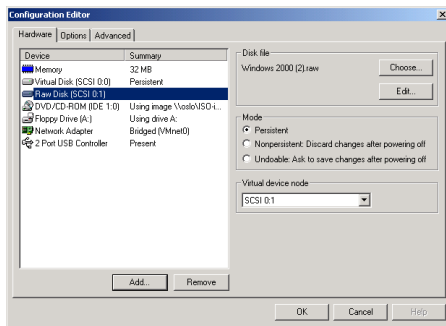 Configuration Editor
Hardware Options Advanced
Device Summary
Memory 32 MB
Virtual Disk (SCSI 0:0) Persistent
Raw Disk (SCSI 0:1)
DVD/CD-ROM (IDE 1:0) Using image \\oslo\ISO-i...
Floppy Drive (A:) Using drive A:
Network Adapter Bridged (VMnet0)
2 Port USB Controller Present
Add... Remove
Disk file
Windows 2000 (2).raw Choose...
Edit...
Mode
Persistent
Nonpersistent: Discard changes after powering off
Undoable: Ask to save changes after powering off
Virtual device node
SCSI 0:1
OK Cancel Help